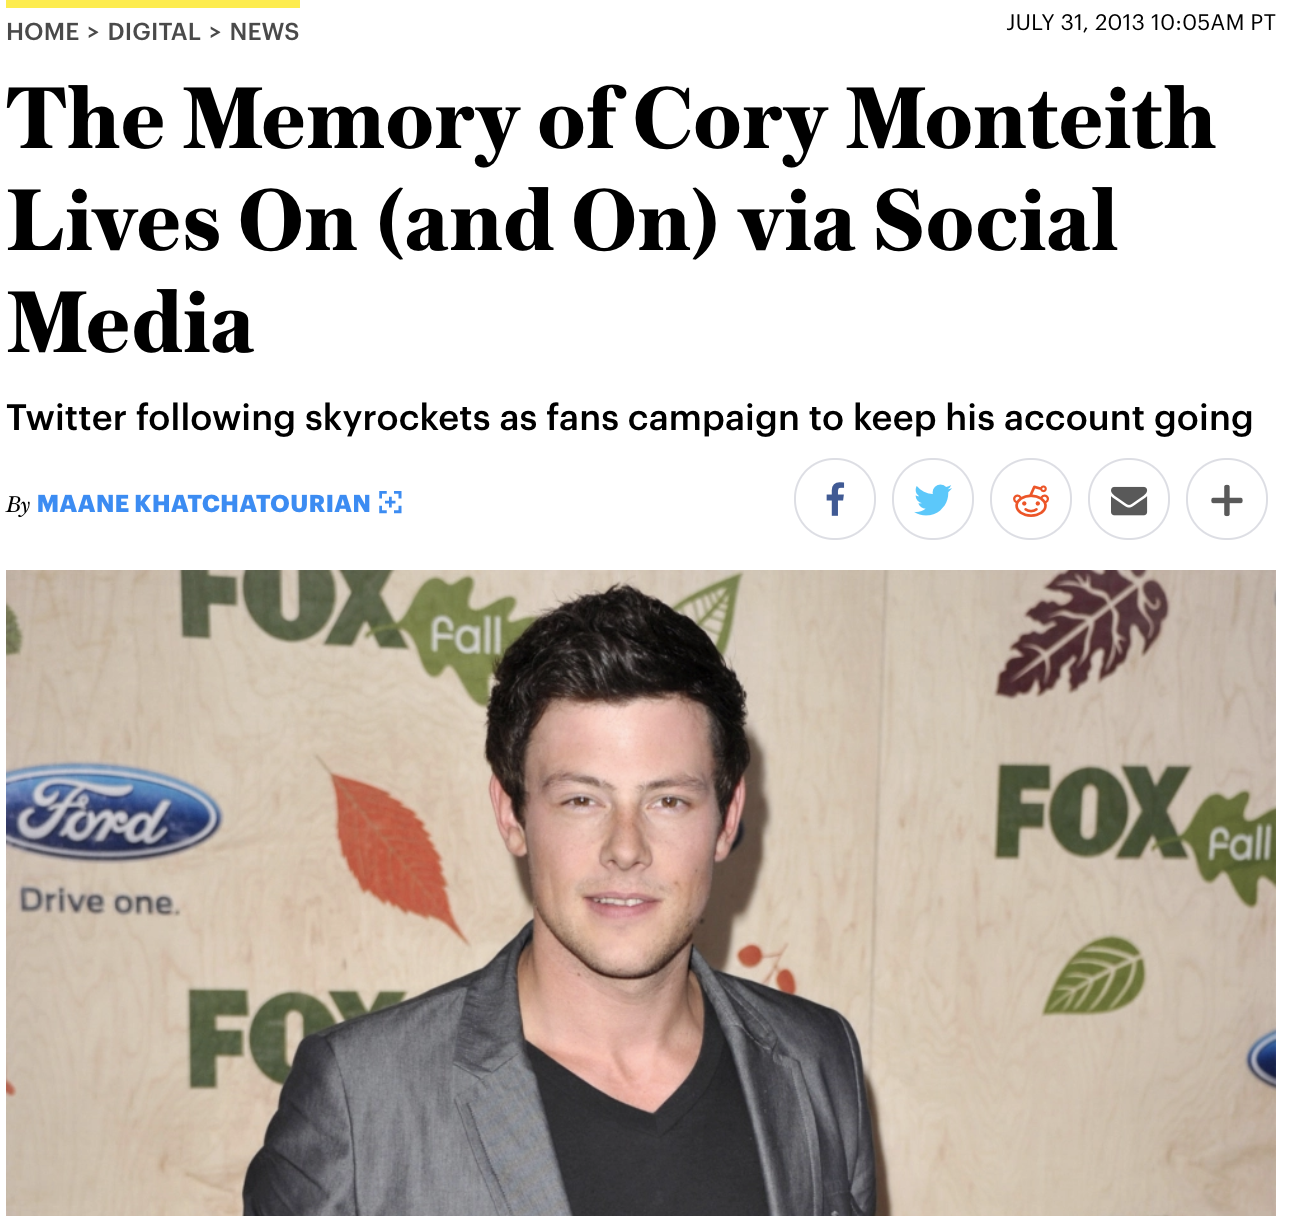 HOME > DIGITAL > NEWS
JULY 31, 2013 10:05AM PT
The Memory of Cory Monteith
Lives On (and On) via Social
Media
Twitter following skyrockets as fans campaign to keep his account going
By MAANE KHATCHATOURIAN
FOX fall
Ford
Drive one.
FOX fall
FOX